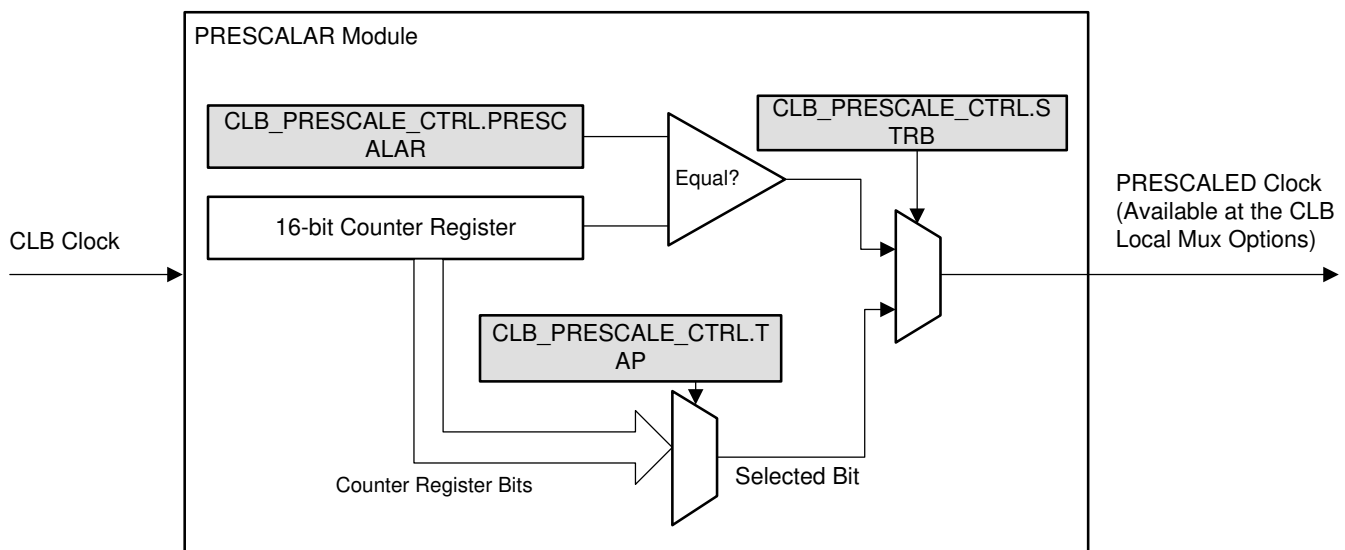 PRESCALAR Module
CLB_PRESCALE_CTRL.PRESC
ALAR
CLB_PRESCALE_CTRL.S
TRB
Equal?
16-bit Counter Register
PRESCALED Clock
(Available at the CLB
Local Mux Options)
CLB Clock
CLB_PRESCALE_CTRL.T
AP
Counter Register Bits
Selected Bit